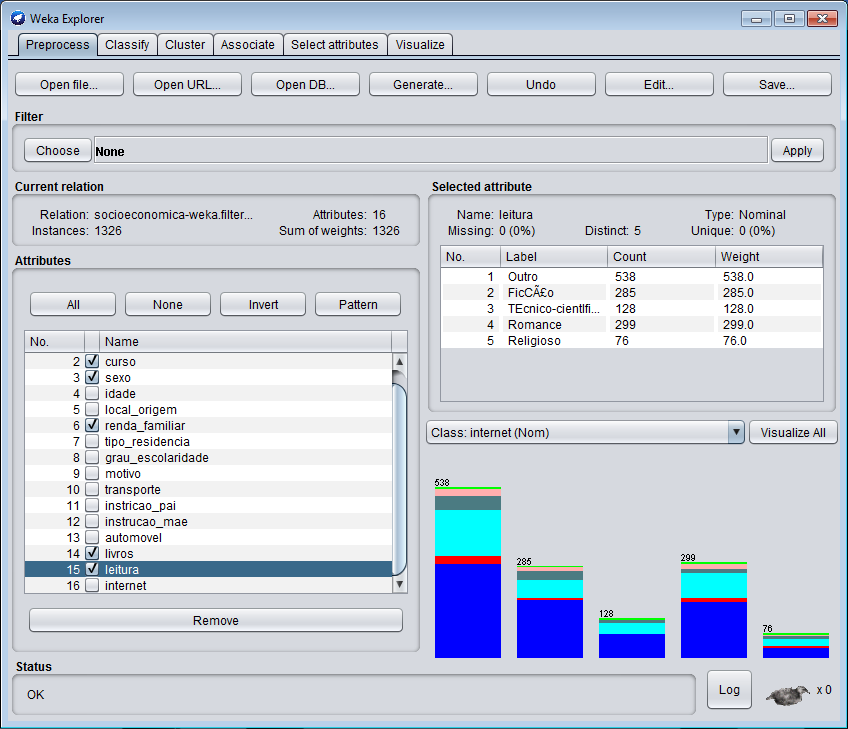 Weka Explorer
Preprocess Classify Cluster Associate Select attributes Visualize
Open file... Open URL... Open DB... Generate... Undo Edit... Save...
Filter
Choose None Apply
Current relation
Relation: socioeconomica-weka.filter... Attributes: 16
Instances: 1326 Sum of weights: 1326
Attributes
All None Invert Pattern
No. Name
2 curso
3 sexo
4 idade
5 local_origem
6 renda_familiar
7 tipo_residencia
8 grau_escolaridade
9 motivo
10 transporte
11 instricao_pai
12 instrucao_mae
13 automovel
14 livros
15 leitura
16 internet
Remove
Selected attribute
Name: leitura Type: Nominal
Missing: 0 (0%) Distinct: 5 Unique: 0 (0%)
No. Label Count Weight
1 Outro 538 538.0
2 FicCÃ£o 285 285.0
3 TEcnico-cientIfi... 128 128.0
4 Romance 299 299.0
5 Religioso 76 76.0
Class: internet (Nom) Visualize All
538
285
128
299
76
Status
OK
Log x 0